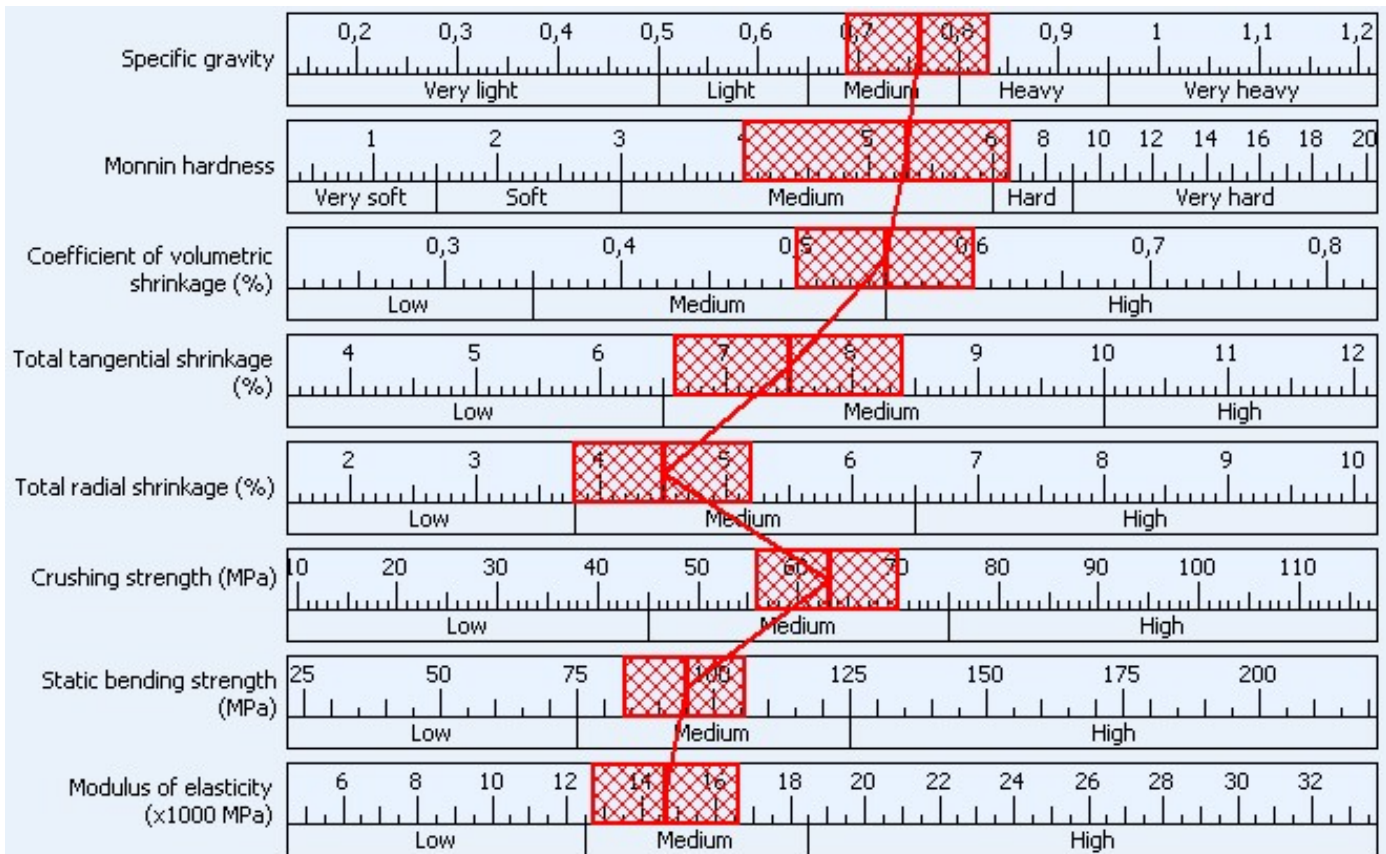 0,2 0,3 0,4 0,5 0,6 0,7 0,8 0,9 1 1,1 1,2
Specific gravity
Very light Light Medium Heavy Very heavy
1 2 3 4 5 6 8 10 12 14 16 18 20
Monnin hardness
Very soft Soft Medium Hard Very hard
0,3 0,4 0,5 0,6 0,7 0,8
Coefficient of volumetric
shrinkage (%)
Low Medium High
4 5 6 7 8 9 10 11 12
Total tangential shrinkage
(%)
Low Medium High
2 3 4 5 6 7 8 9 10
Total radial shrinkage (%)
Low Medium High
10 20 30 40 50 60 70 80 90 100 110
Crushing strength (MPa)
Low Medium High
25 50 75 100 125 150 175 200
Static bending strength
(MPa)
Low Medium High
6 8 10 12 14 16 18 20 22 24 26 28 30 32
Modulus of elasticity
(x1000 MPa)
Low Medium High